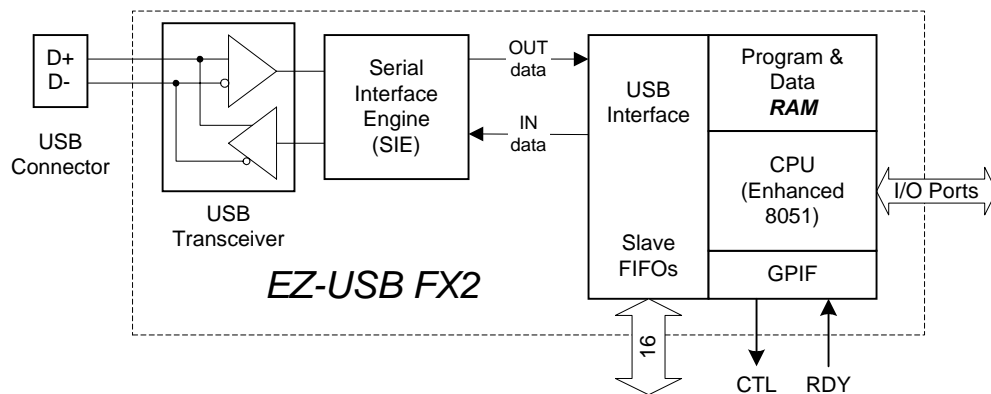 D+
D-
USB
Connector
USB
Transceiver
Serial
Interface
Engine
(SIE)
OUT
data
IN
data
USB
Interface
Slave
FIFOs
Program &
Data
RAM
CPU
(Enhanced
8051)
GPIF
I/O Ports
EZ-USB FX2
16
CTL
RDY